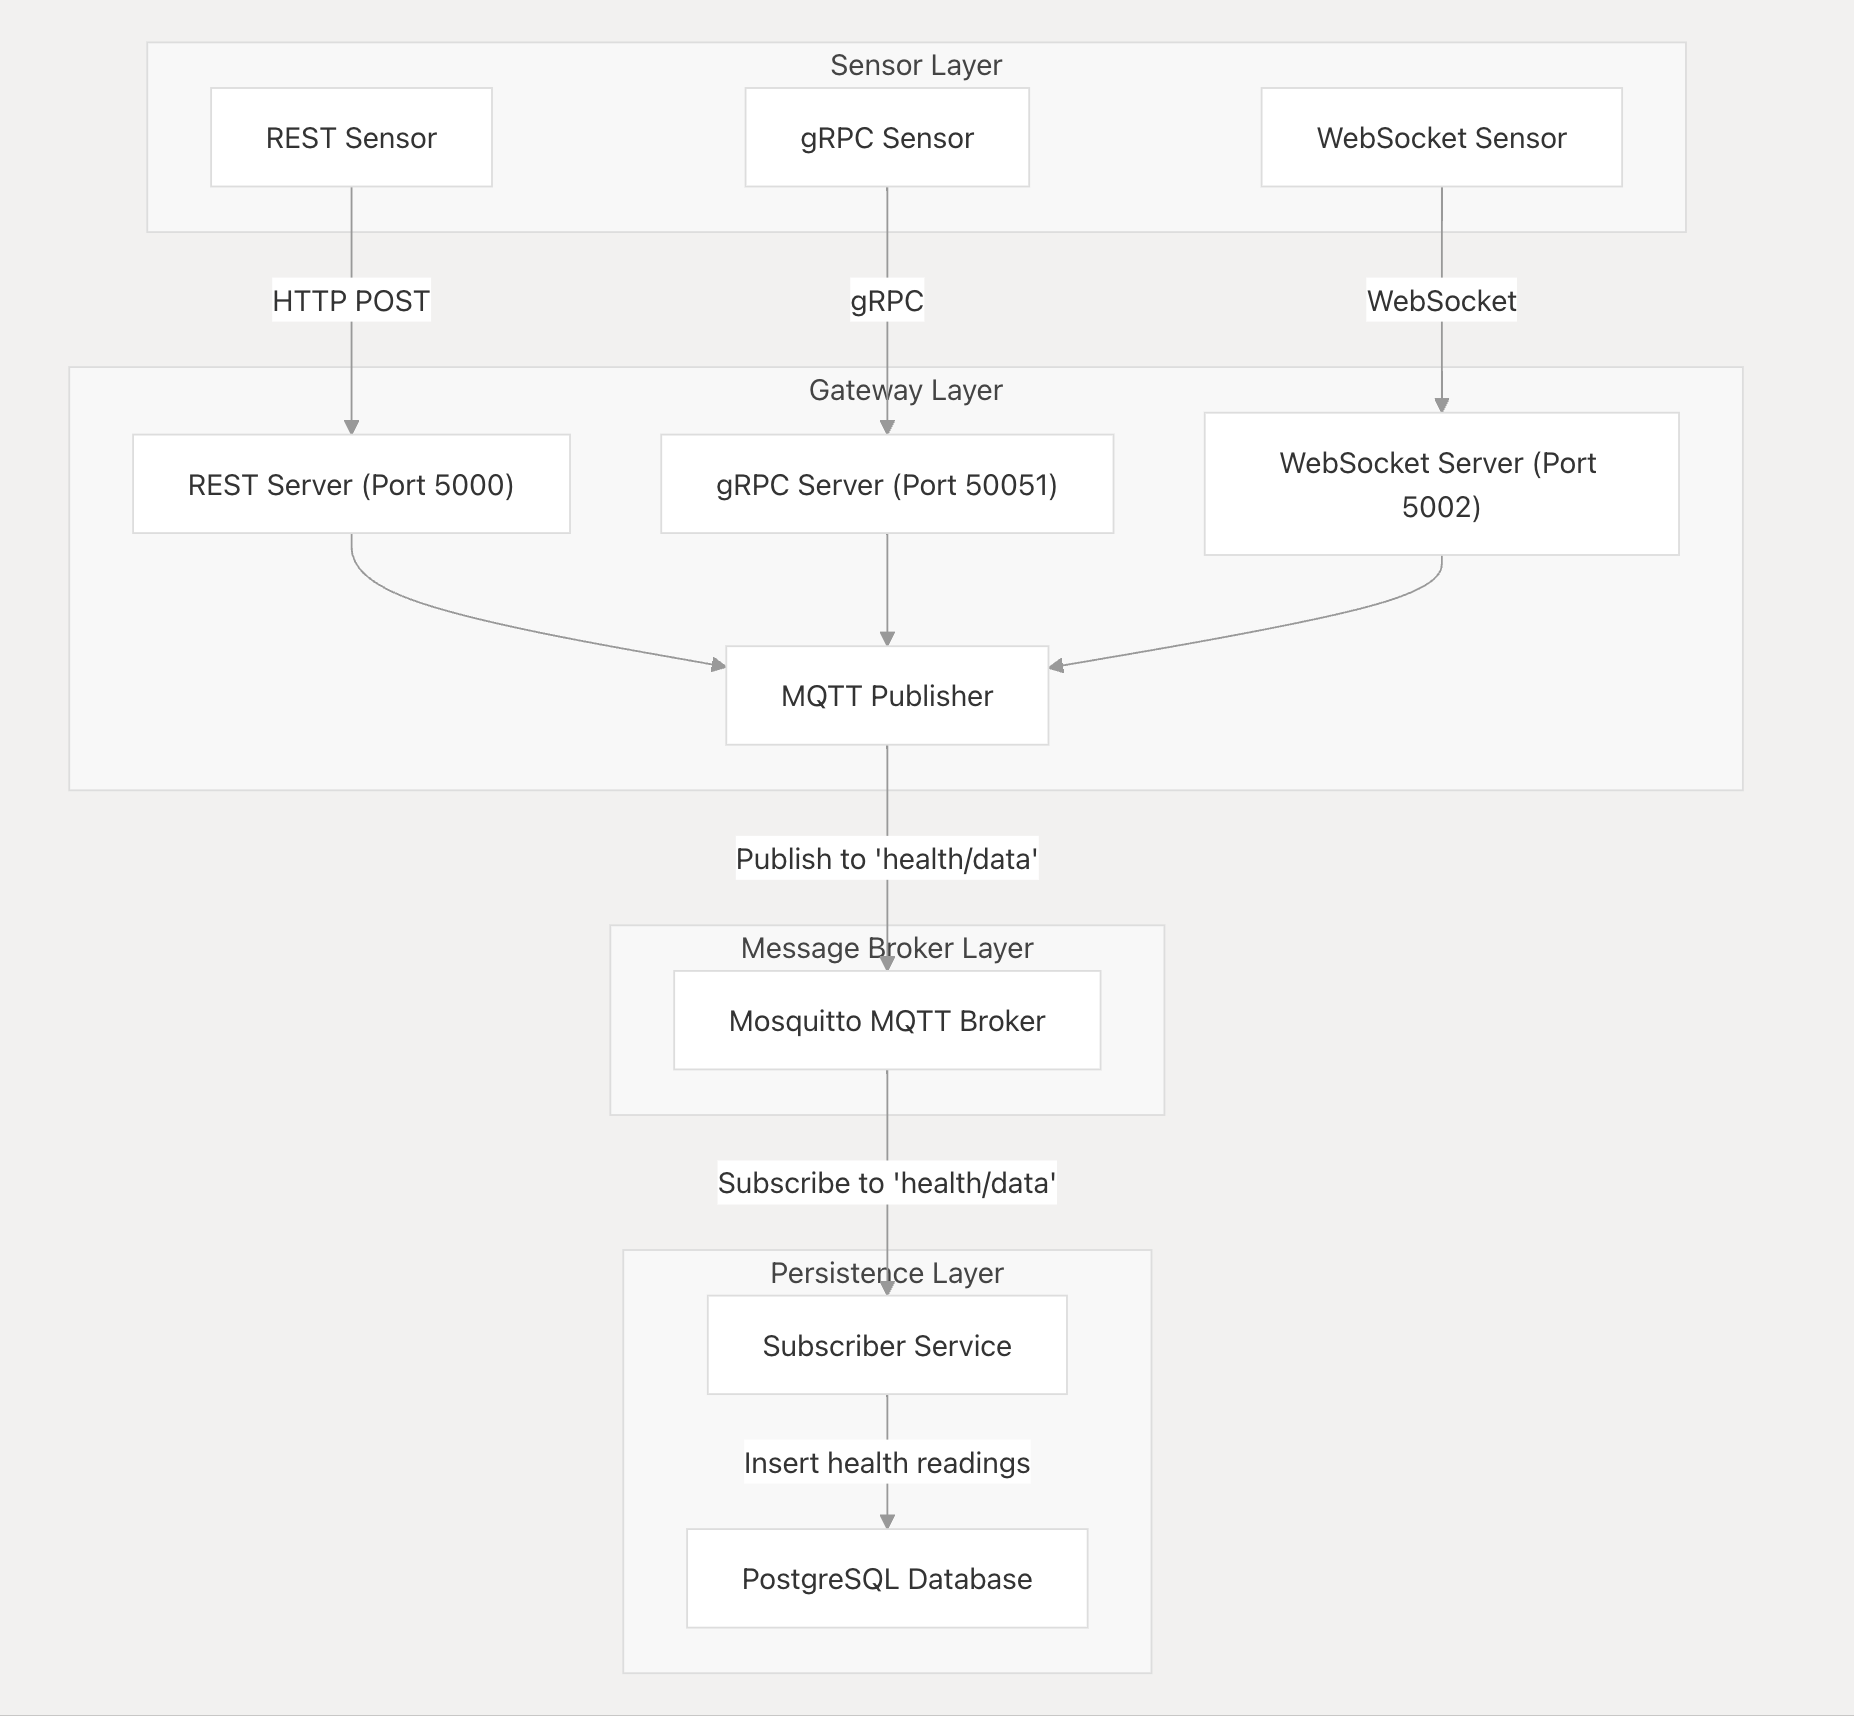 Sensor Layer
REST Sensor
gRPC Sensor
WebSocket Sensor
HTTP POST
gRPC
WebSocket
Gateway Layer
REST Server (Port 5000)
gRPC Server (Port 50051)
WebSocket Server (Port
5002)
MQTT Publisher
Publish to 'health/data'
Message Broker Layer
Mosquitto MQTT Broker
Subscribe to 'health/data'
Persistence Layer
Subscriber Service
Insert health readings
PostgreSQL Database